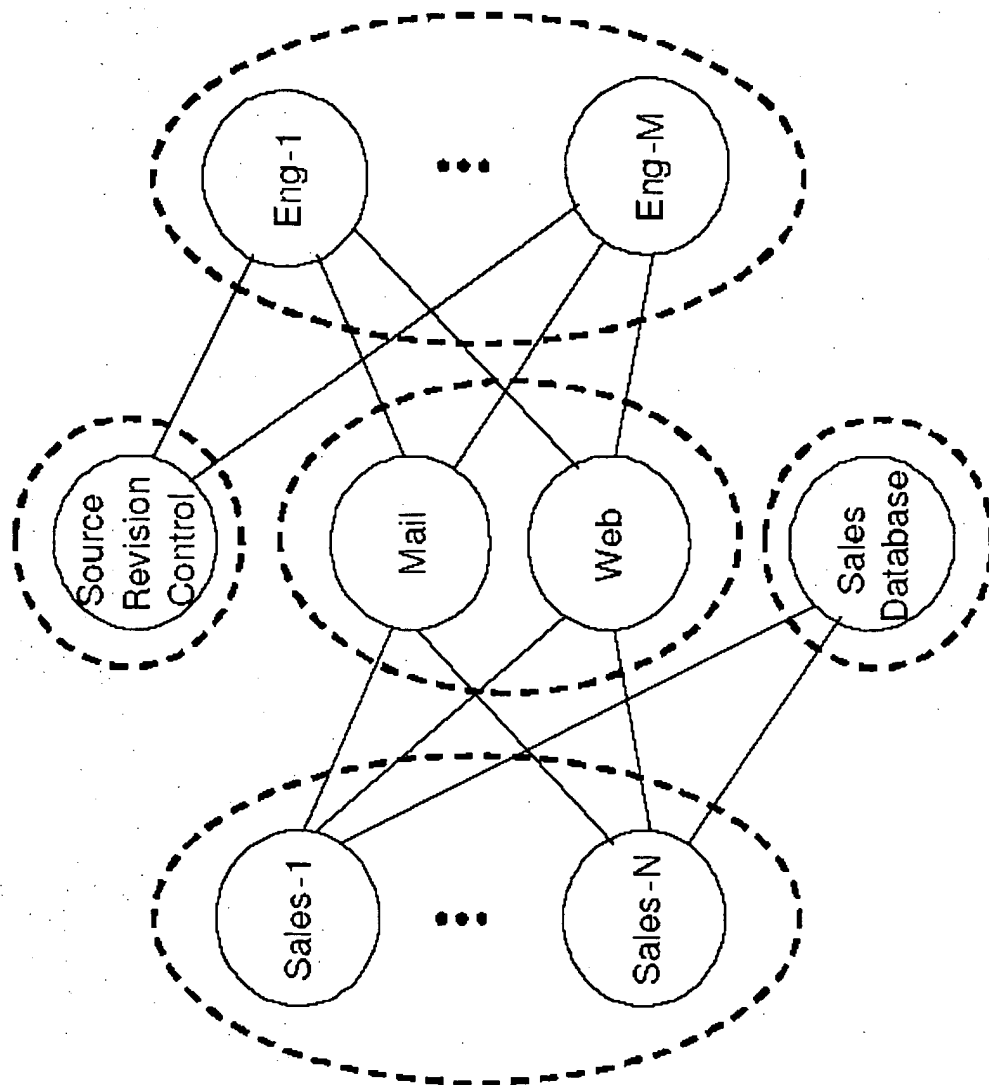 Eng-1
Eng-M
Source
Revision
Control
Mail
Web
Sales
Database
Sales-1
Sales-N